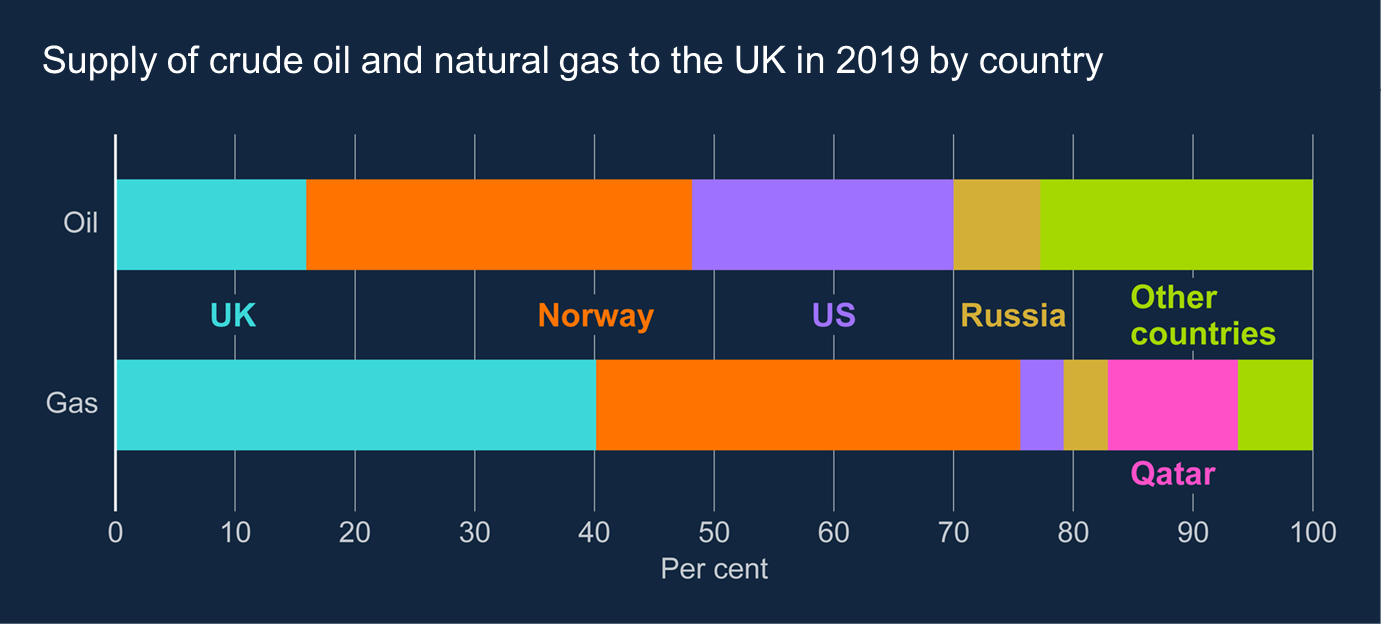 Supply of crude oil and natural gas to the UK in 2019 by country
Oil
UK
Norway
US
Russia
Other
countries
Gas
Qatar
0 10 20 30 40 50 60 70 80 90 100
Per cent